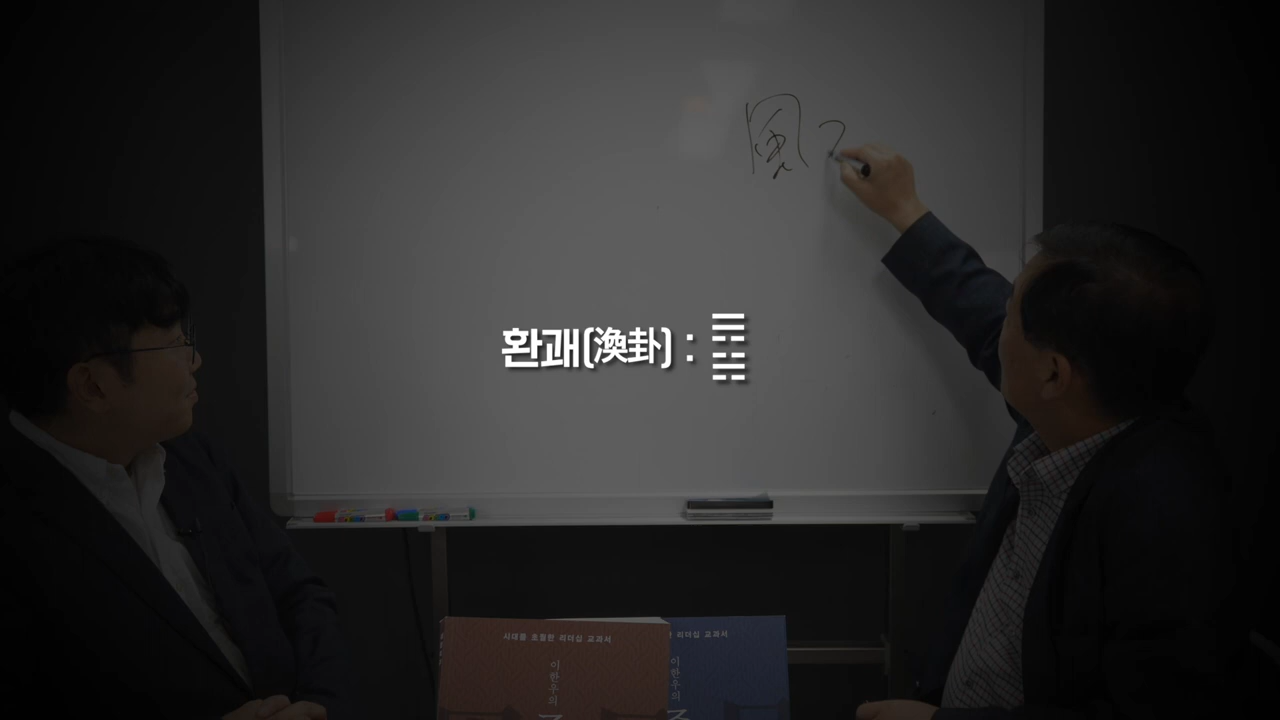 風
환괘(渙卦) : ䷺
시대를 초월한 리더십 교과서
이한우의
리더십 교과서
이한우의